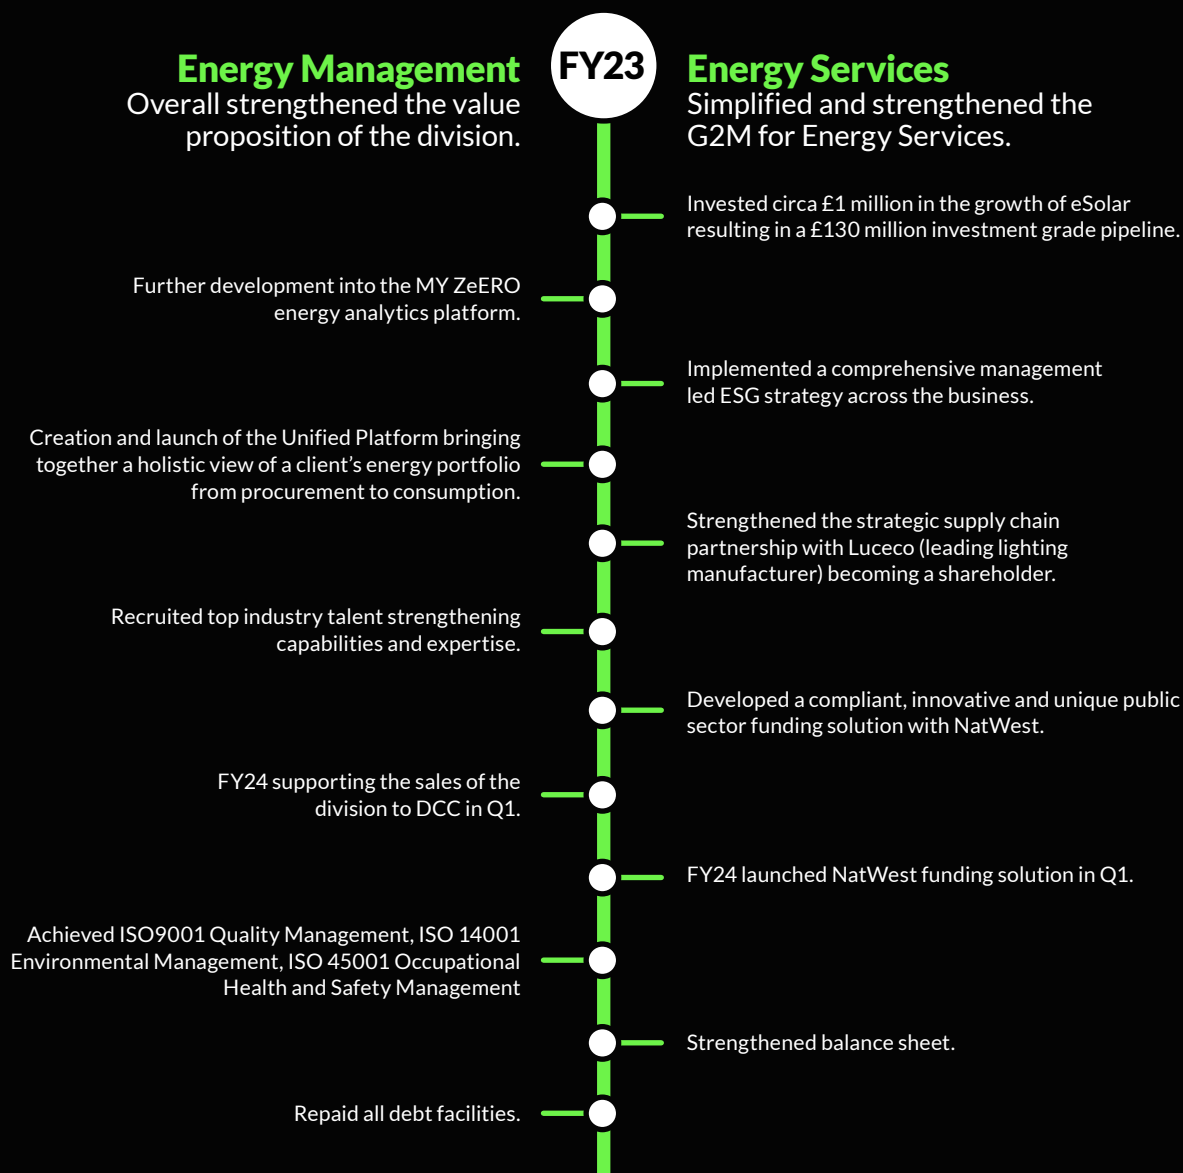 FY23
Energy Management
Overall strengthened the value
proposition of the division.
Energy Services
Simplified and strengthened the
G2M for Energy Services.
Invested circa £1 million in the growth of eSolar
resulting in a £130 million investment grade pipeline.
Further development into the MY ZeERO
energy analytics platform.
Implemented a comprehensive management
led ESG strategy across the business.
Creation and launch of the Unified Platform bringing
together a holistic view of a client’s energy portfolio
from procurement to consumption.
Strengthened the strategic supply chain
partnership with Luceco (leading lighting
manufacturer) becoming a shareholder.
Recruited top industry talent strengthening
capabilities and expertise.
Developed a compliant, innovative and unique public
sector funding solution with NatWest.
FY24 supporting the sales of the
division to DCC in Q1.
FY24 launched NatWest funding solution in Q1.
Achieved ISO9001 Quality Management, ISO 14001
Environmental Management, ISO 45001 Occupational
Health and Safety Management
Strengthened balance sheet.
Repaid all debt facilities.